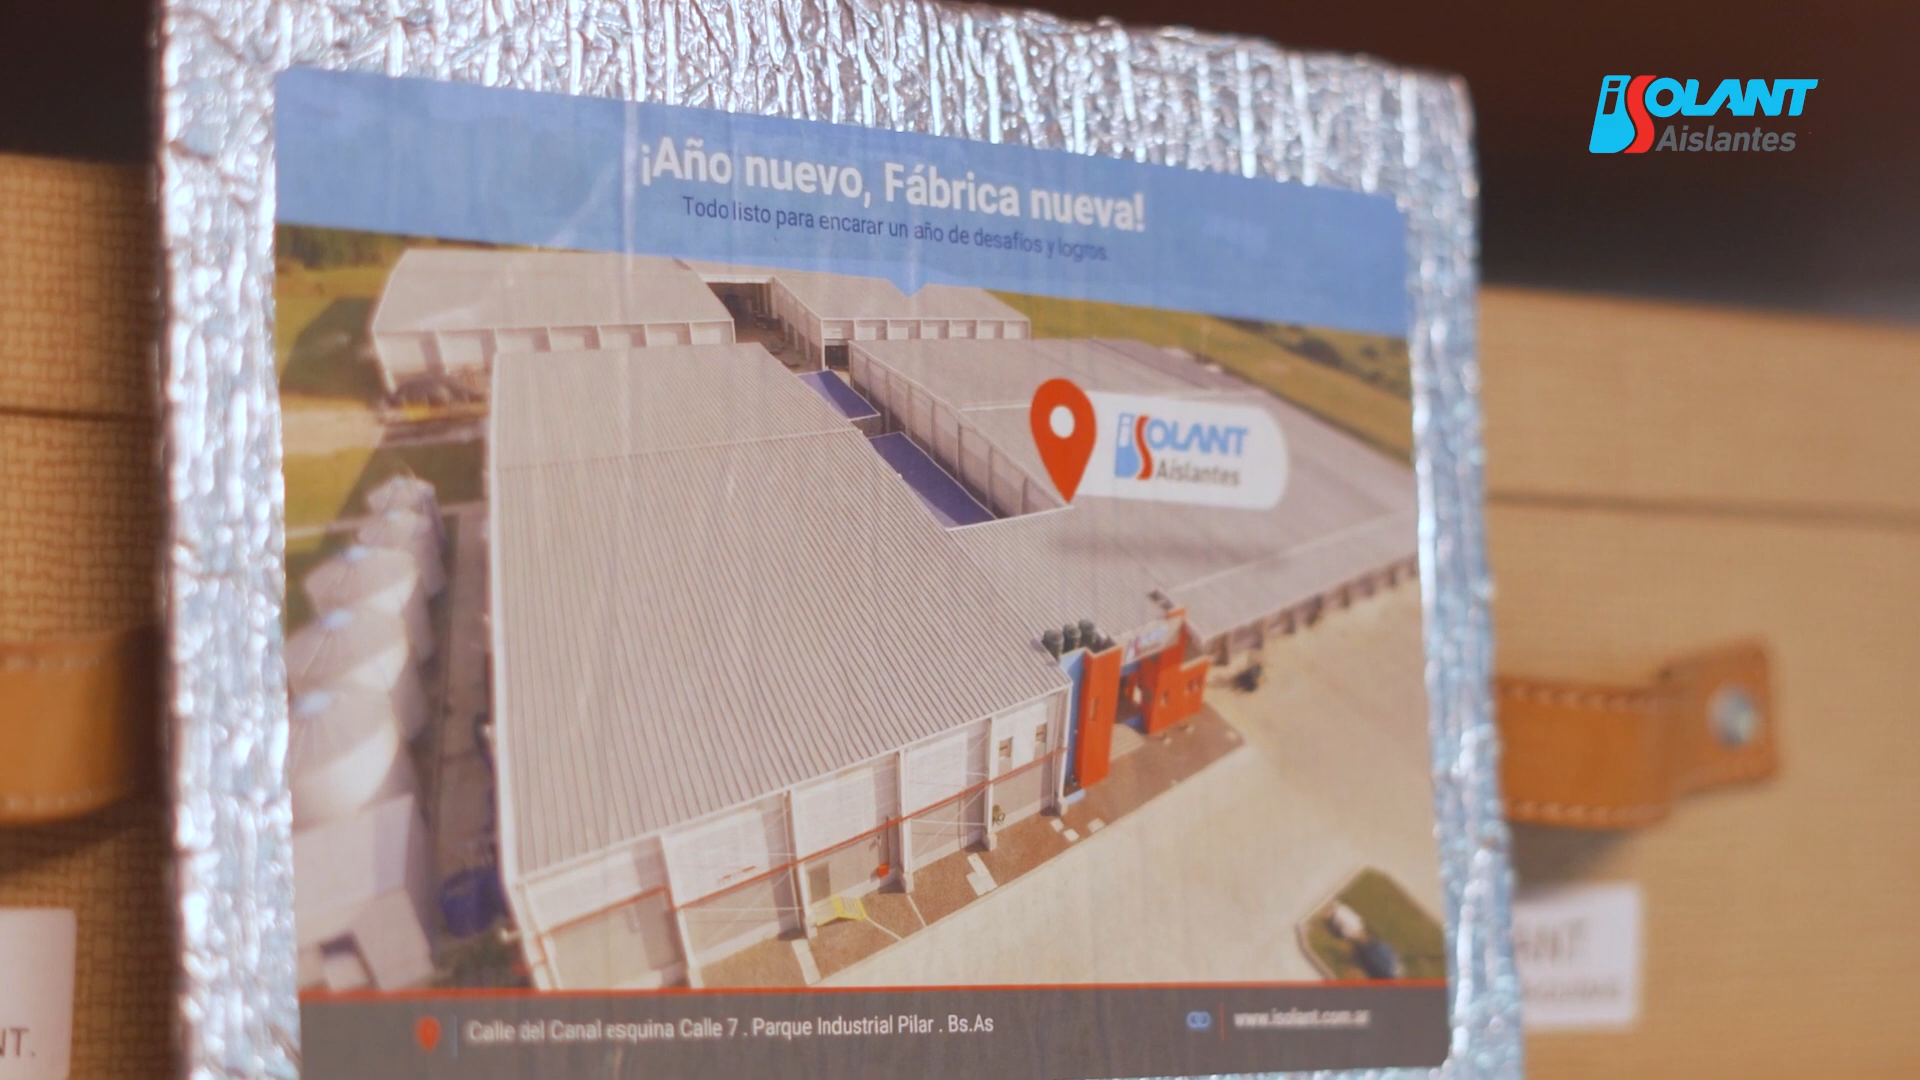 iSOLANT
Aislantes
¡Año nuevo, Fábrica nueva!
Todo listo para encarar un año de desafíos y logros.
iSOLANT
Aislantes
Calle del Canal esquina Calle 7 . Parque Industrial Pilar . Bs.As
www.isolant.com.ar
NT.